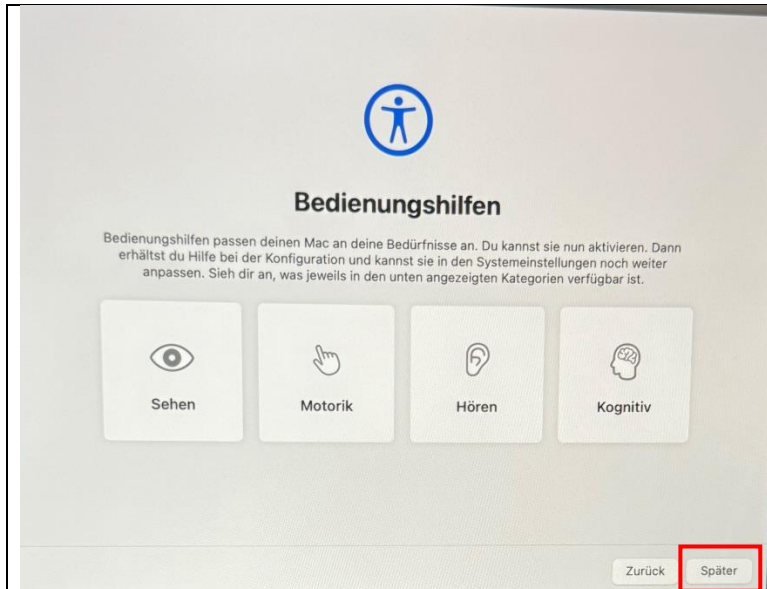 Bedienungshilfen
Bedienungshilfen passen deinen Mac an deine Bedürfnisse an. Du kannst sie nun aktivieren. Dann
erhältst du Hilfe bei der Konfiguration und kannst sie in den Systemeinstellungen noch weiter
anpassen. Sieh dir an, was jeweils in den unten angezeigten Kategorien verfügbar ist.
Sehen
Motorik
Hören
Kognitiv
Zurück
Später